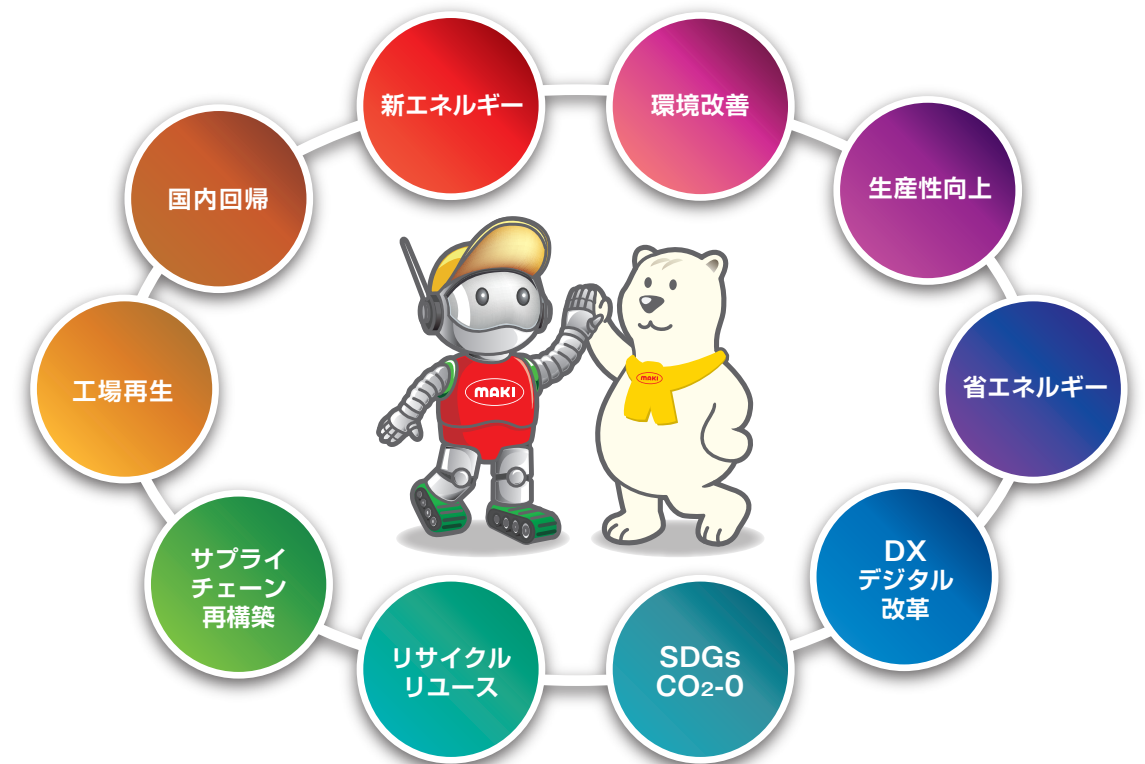 新エネルギー
環境改善
国内回帰
生産性向上
工場再生
省エネルギー
MAKI
MAKI
サプライ
チェーン
再構築
DX
デジタル
改革
リサイクル
リユース
SDGs
CO₂-0